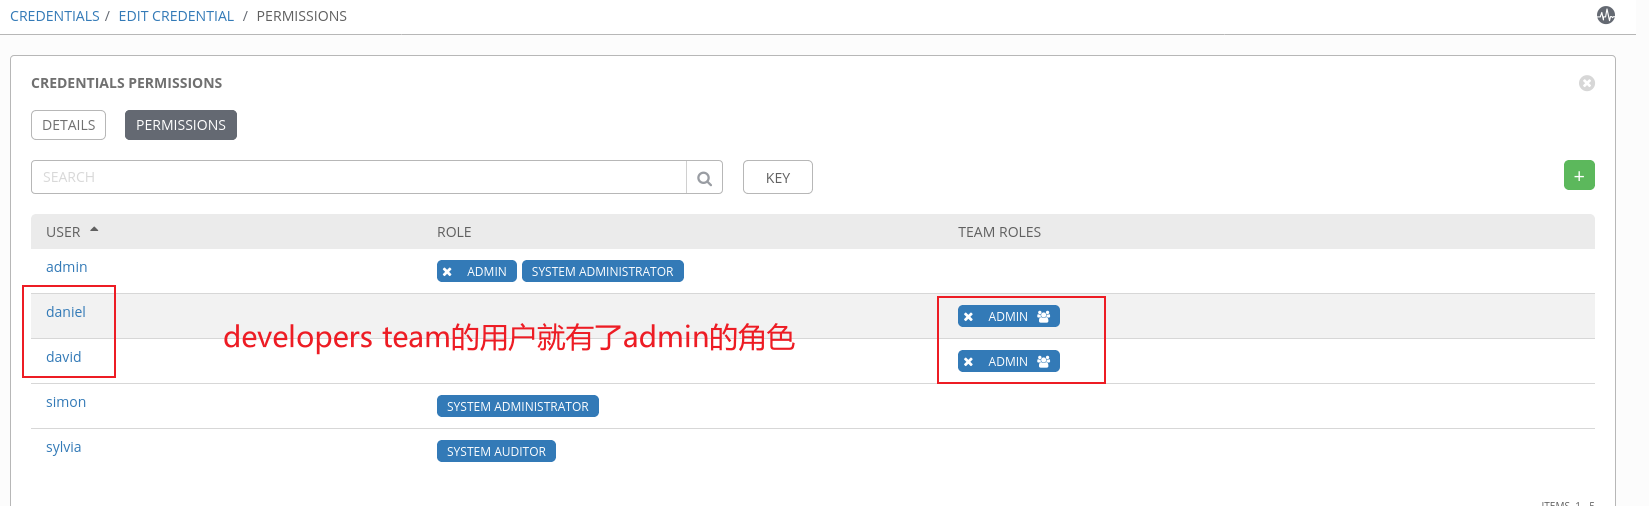 CREDENTIALS / EDIT CREDENTIAL / PERMISSIONS
CREDENTIALS PERMISSIONS
DETAILS PERMISSIONS
SEARCH KEY +
USER ROLE TEAM ROLES
admin ADMIN SYSTEM ADMINISTRATOR
daniel ADMIN
developers team的用户就有了admin的角色
david ADMIN
simon SYSTEM ADMINISTRATOR
sylvia SYSTEM AUDITOR
ITEMS 1 - 5